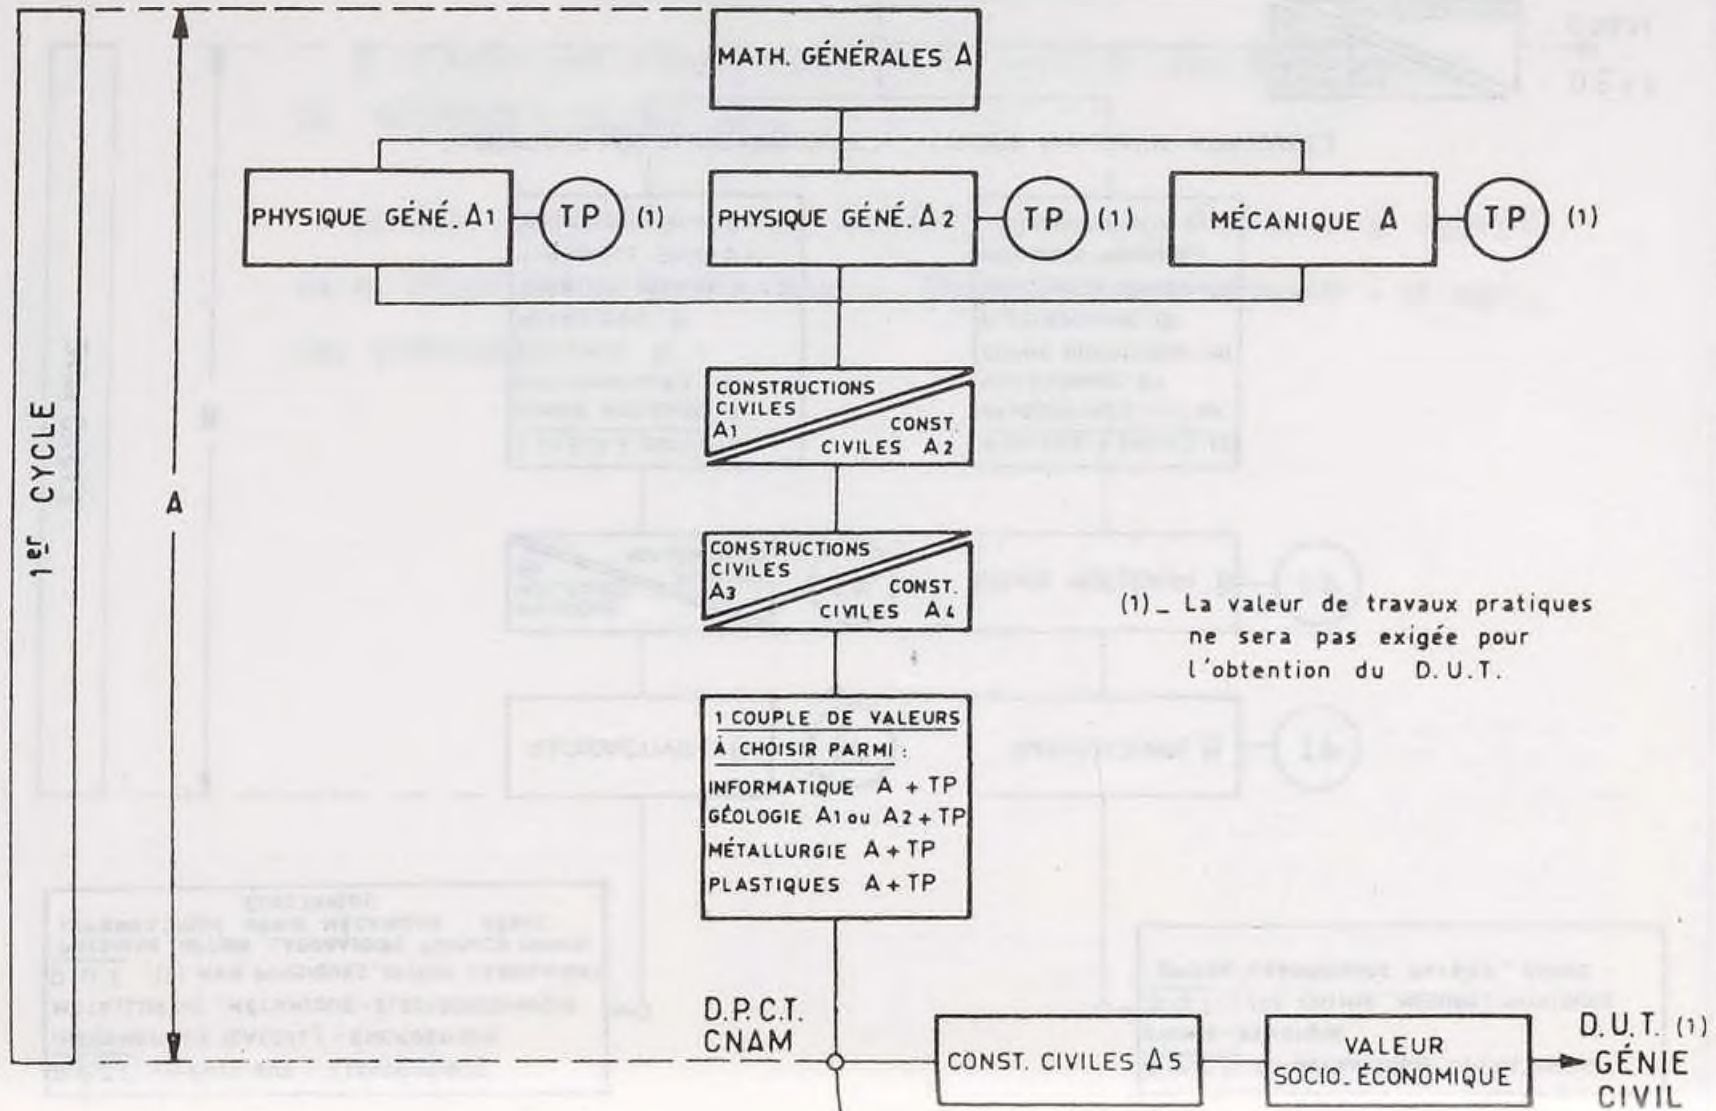 MATH. GÉNÉRALES A
PHYSIQUE GÉNÉ. A1
TP (1)
PHYSIQUE GÉNÉ. A2
TP (1)
MÉCANIQUE A
TP (1)
1er CYCLE
A
CONSTRUCTIONS
CIVILES
A1
CONST.
CIVILES A2
CONSTRUCTIONS
CIVILES
A3
CONST.
CIVILES A4
(1)_ La valeur de travaux pratiques
ne sera pas exigée pour
l'obtention du D.U.T.
1 COUPLE DE VALEURS
À CHOISIR PARMI :
INFORMATIQUE A + TP
GÉOLOGIE A1 ou A2 + TP
MÉTALLURGIE A + TP
PLASTIQUES A + TP
D.P.C.T.
CNAM
CONST. CIVILES A5
VALEUR
SOCIO_ÉCONOMIQUE
D.U.T. (1)
GÉNIE
CIVIL